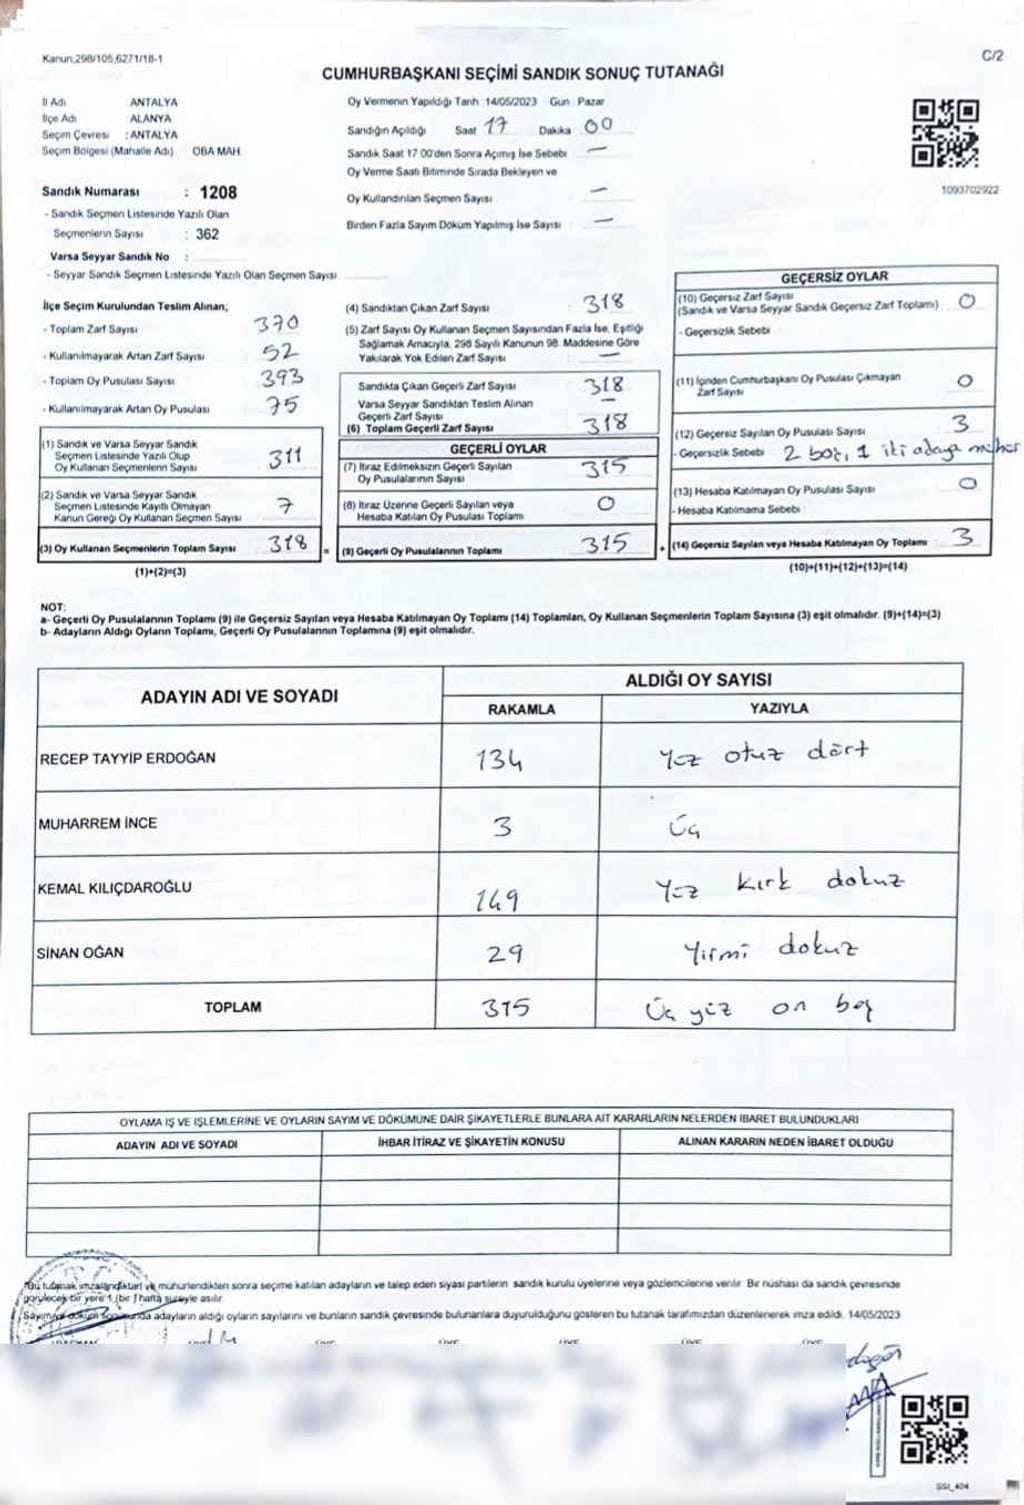 Kanun.298/105,6271/18-1
C/2
CUMHURBAŞKANI SEÇİMİ SANDIK SONUÇ TUTANAĞI
İl Adı ANTALYA
İlçe Adı ALANYA
Seçim Çevresi : ANTALYA
Seçim Bölgesi (Mahalle Adı) OBA MAH.
Sandık Numarası : 1208
- Sandık Seçmen Listesinde Yazılı Olan
Seçmenlerin Sayısı : 362
Varsa Seyyar Sandık No :
- Seyyar Sandık Seçmen Listesinde Yazılı Olan Seçmen Sayısı
Oy Vermenin Yapıldığı Tarih :14/05/2023 Gün : Pazar
Sandığın Açıldığı Saat 17 Dakika 00
Sandık Saat 17 00'den Sonra Açımış İse Sebebi —
Oy Verme Saati Bitiminde Sırada Bekleyen ve
Oy Kullandırılan Seçmen Sayısı —
Birden Fazla Sayım Döküm Yapılmış İse Sayısı —
1093702922
İlçe Seçim Kurulundan Teslim Alınan;
- Toplam Zarf Sayısı 370
- Kullanılmayarak Artan Zarf Sayısı 52
- Toplam Oy Pusulası Sayısı 393
- Kullanılmayarak Artan Oy Pusulası 75
(1) Sandık ve Varsa Seyyar Sandık
Seçmen Listesinde Yazılı Olup
Oy Kullanan Seçmenlerin Sayısı 311
(2) Sandık ve Varsa Seyyar Sandık
Seçmen Listesinde Kayıtlı Olmayan
Kanun Gereği Oy Kullanan Seçmen Sayısı 7
(3) Oy Kullanan Seçmenlerin Toplam Sayısı 318 =
(1)+(2)=(3)
(4) Sandıktan Çıkan Zarf Sayısı 318
(5) Zarf Sayısı Oy Kullanan Seçmen Sayısından Fazla İse, Eşitliği
Sağlamak Amacıyla, 298 Sayılı Kanunun 98. Maddesine Göre
Yakılarak Yok Edilen Zarf Sayısı —
Sandıkta Çıkan Geçerli Zarf Sayısı 318
Varsa Seyyar Sandıktan Teslim Alınan
Geçerli Zarf Sayısı —
(6) Toplam Geçerli Zarf Sayısı 318
GEÇERLİ OYLAR
(7) İtiraz Edilmeksizin Geçerli Sayılan
Oy Pusulalarının Sayısı 315
(8) İtiraz Üzerine Geçerli Sayılan veya
Hesaba Katılan Oy Pusulası Toplamı 0
(9) Geçerli Oy Pusulalarının Toplamı 315 +
GEÇERSİZ OYLAR
(10) Geçersiz Zarf Sayısı
(Sandık ve Varsa Seyyar Sandık Geçersiz Zarf Toplamı) 0
- Geçersizlik Sebebi
(11) İçinden Cumhurbaşkanı Oy Pusulası Çıkmayan
Zarf Sayısı 0
(12) Geçersiz Sayılan Oy Pusulası Sayısı 3
- Geçersizlik Sebebi 2 boş, 1 iki adaya mühür
(13) Hesaba Katılmayan Oy Pusulası Sayısı 0
- Hesaba Katılmama Sebebi
(14) Geçersiz Sayılan veya Hesaba Katılmayan Oy Toplamı 3
(10)+(11)+(12)+(13)=(14)
NOT:
a- Geçerli Oy Pusulalarının Toplamı (9) ile Geçersiz Sayılan veya Hesaba Katılmayan Oy Toplamı (14) Toplamları, Oy Kullanan Seçmenlerin Toplam Sayısına (3) eşit olmalıdır. (9)+(14)=(3)
b- Adayların Aldığı Oyların Toplamı, Geçerli Oy Pusulalarının Toplamına (9) eşit olmalıdır.
ADAYIN ADI VE SOYADI ALDIĞI OY SAYISI
RAKAMLA YAZIYLA
RECEP TAYYİP ERDOĞAN 134 Yüz otuz dört
MUHARREM İNCE 3 Üç
KEMAL KILIÇDAROĞLU 149 Yüz kırk dokuz
SİNAN OĞAN 29 Yirmi dokuz
TOPLAM 315 Üç yüz on beş
OYLAMA İŞ VE İŞLEMLERİNE VE OYLARIN SAYIM VE DÖKÜMÜNE DAİR ŞİKAYETLERLE BUNLARA AİT KARARLARIN NELERDEN İBARET BULUNDUKLARI
ADAYIN ADI VE SOYADI İHBAR İTİRAZ VE ŞİKAYETİN KONUSU ALINAN KARARIN NEDEN İBARET OLDUĞU
Bu tutanak imzalandıktan ve mühürlendikten sonra seçime katılan adayların ve talep eden siyasi partilerin sandık kurulu üyelerine veya gözlemcilerine verilir. Bir nüshası da sandık çevresinde
görülecek bir yere 1 (bir) hafta süreyle asılır.
Sayım ve döküm sonunda adayların aldığı oyların sayılarını ve bunların sandık çevresinde bulunanlara duyurulduğunu gösteren bu tutanak tarafımızdan düzenlenerek imza edildi. 14/05/2023
GSI_404